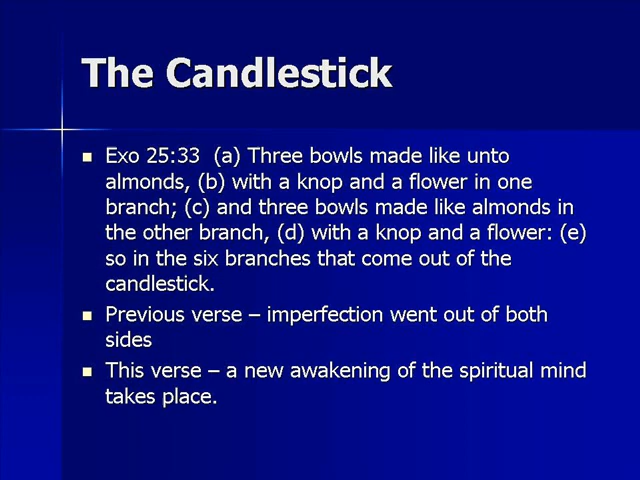 The Candlestick
Exo 25:33  (a) Three bowls made like unto
almonds, (b) with a knop and a flower in one
branch; (c) and three bowls made like almonds in
the other branch, (d) with a knop and a flower: (e)
so in the six branches that come out of the
candlestick.
Previous verse – imperfection went out of both
sides
This verse – a new awakening of the spiritual mind
takes place.